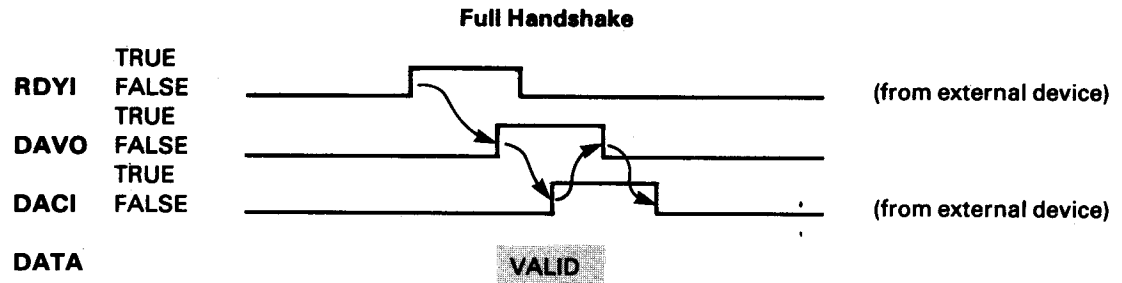 Full Handshake
TRUE
RDYI FALSE (from external device)
TRUE
DAVO FALSE
TRUE
DACI FALSE (from external device)
DATA VALID